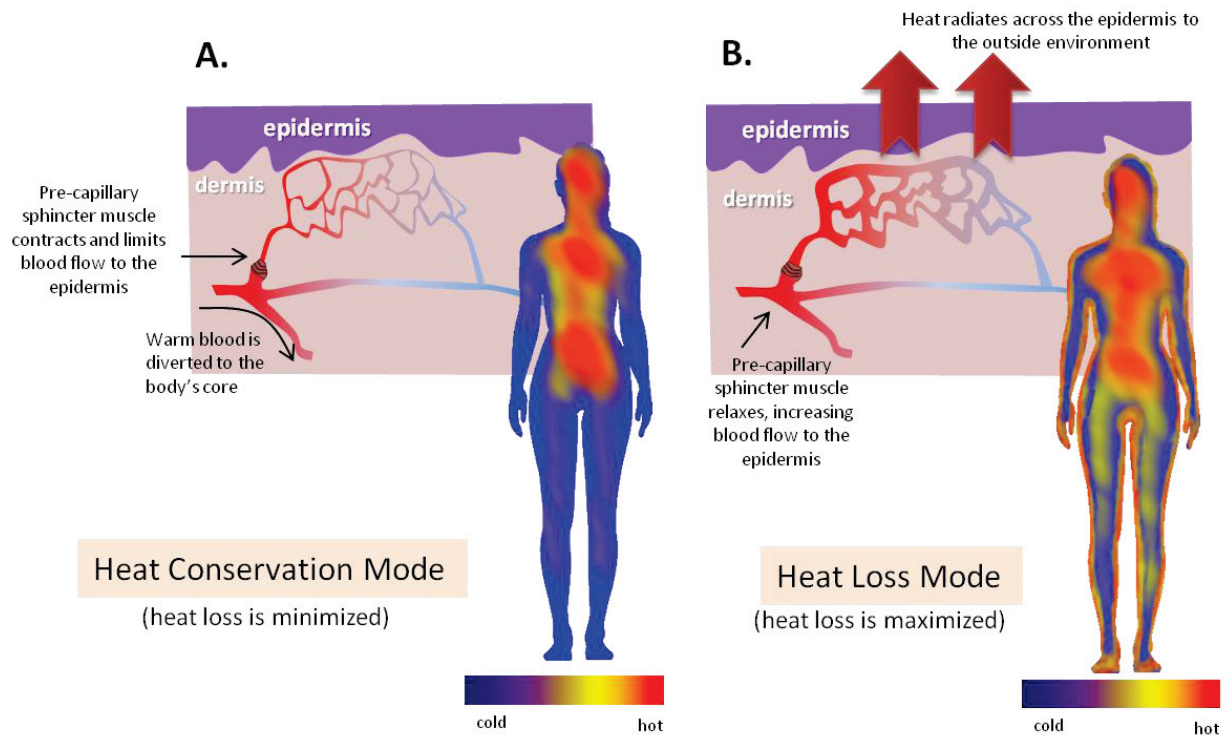 A.
epidermis
dermis
Pre-capillary
sphincter muscle
contracts and limits
blood flow to the
epidermis
Warm blood is
diverted to the
body's core
Heat Conservation Mode
(heat loss is minimized)
cold hot
B.
Heat radiates across the epidermis to
the outside environment
epidermis
dermis
Pre-capillary
sphincter muscle
relaxes, increasing
blood flow to the
epidermis
Heat Loss Mode
(heat loss is maximized)
cold hot